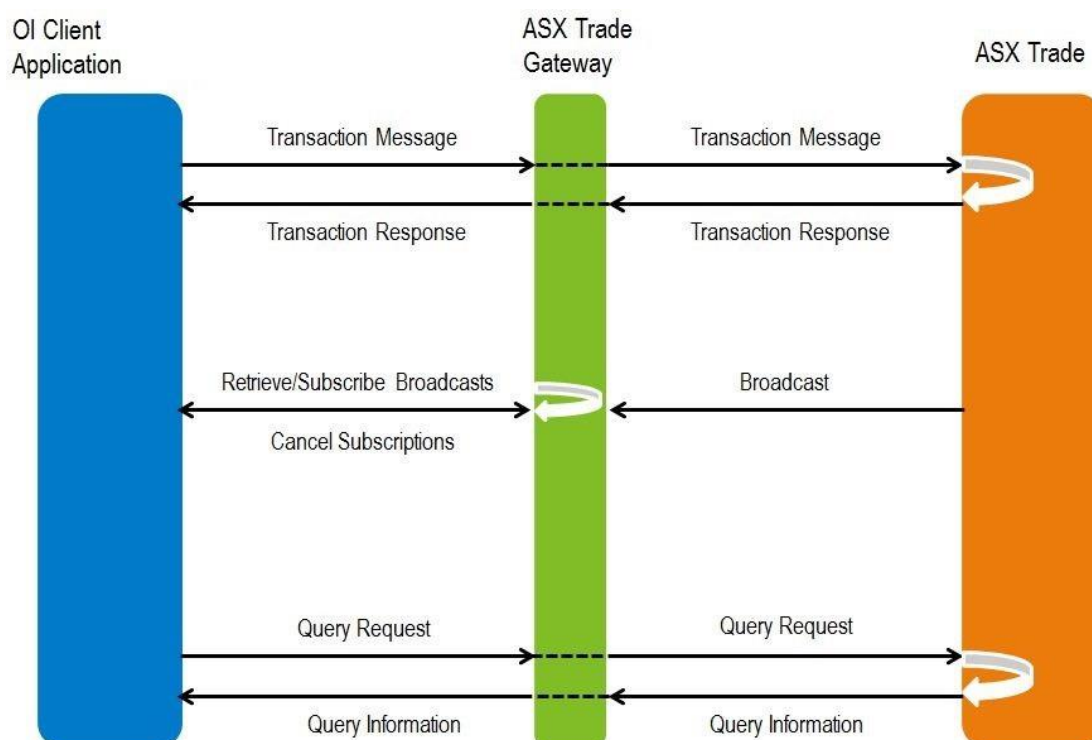 OI Client
Application
ASX Trade
Gateway
ASX Trade
Transaction Message
Transaction Message
Transaction Response
Transaction Response
Retrieve/Subscribe Broadcasts
Broadcast
Cancel Subscriptions
Query Request
Query Request
Query Information
Query Information